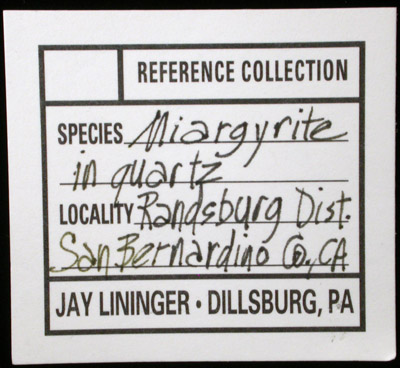 REFERENCE COLLECTION
SPECIES Miargyrite
in quartz
LOCALITY Randsburg Dist.
San Bernardino Co., CA
JAY LININGER • DILLSBURG, PA